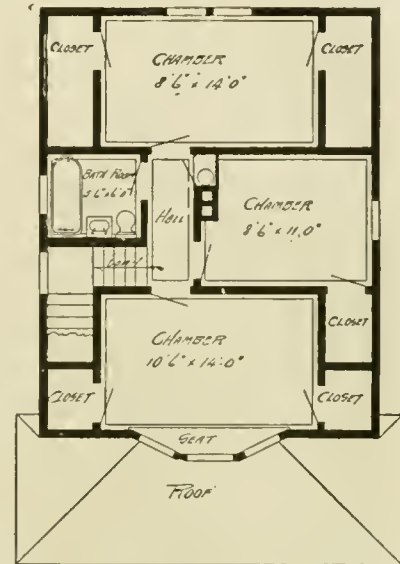 CLOSET
CHAMBER
8'6" x 14'0"
CLOSET
BATH ROOM
HALL
CHAMBER
8'6" x 11'0"
CHAMBER
10'6" x 14'0"
CLOSET
CLOSET
CLOSET
SEAT
ROOF